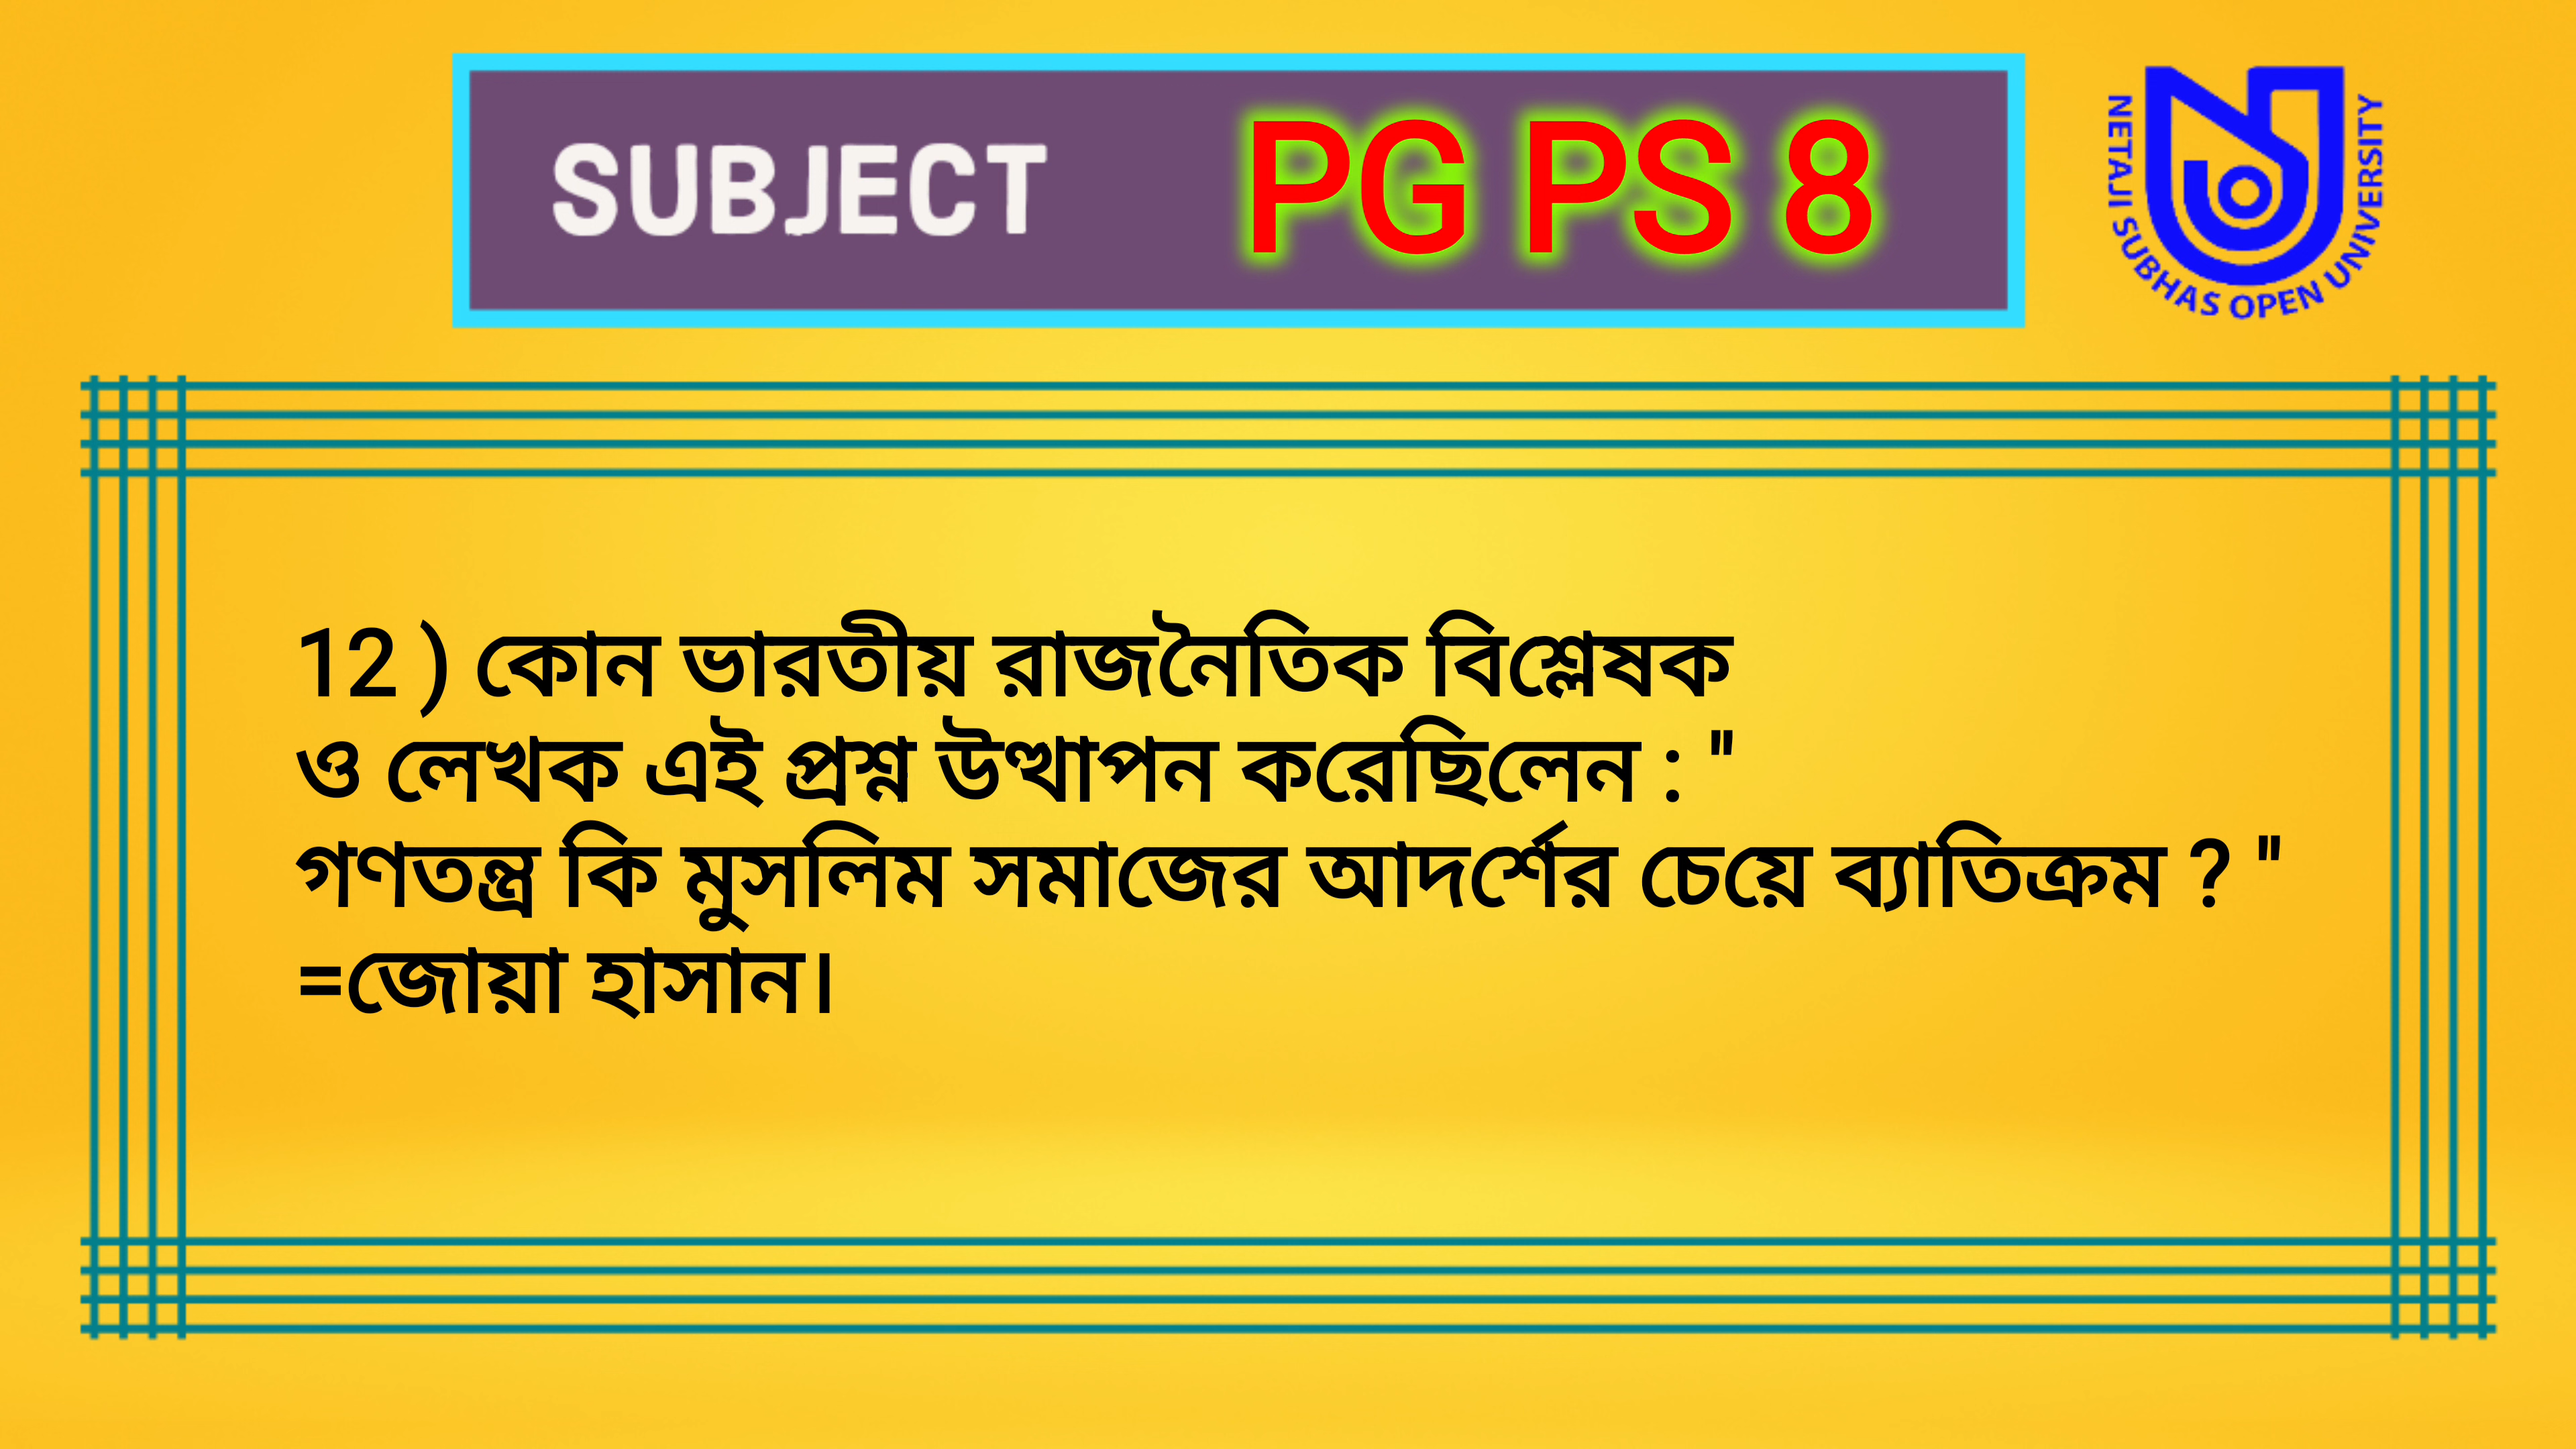 SUBJECT PG PS 8
NETAJI SUBHAS OPEN UNIVERSITY
12 ) কোন ভারতীয় রাজনৈতিক বিশ্লেষক
ও লেখক এই প্রশ্ন উত্থাপন করেছিলেন : "
গণতন্ত্র কি মুসলিম সমাজের আদর্শের চেয়ে ব্যাতিক্রম ? "
=জোয়া হাসান।